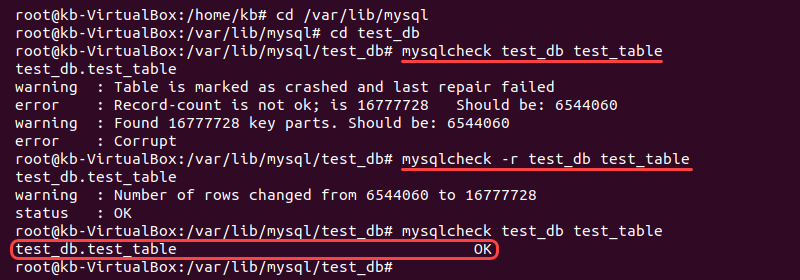 root@kb-VirtualBox:/home/kb# cd /var/lib/mysql
root@kb-VirtualBox:/var/lib/mysql# cd test_db
root@kb-VirtualBox:/var/lib/mysql/test_db# mysqlcheck test_db test_table
test_db.test_table
warning  : Table is marked as crashed and last repair failed
error    : Record-count is not ok; is 16777728   Should be: 6544060
warning  : Found 16777728 key parts. Should be: 6544060
error    : Corrupt
root@kb-VirtualBox:/var/lib/mysql/test_db# mysqlcheck -r test_db test_table
test_db.test_table
warning  : Number of rows changed from 6544060 to 16777728
status   : OK
root@kb-VirtualBox:/var/lib/mysql/test_db# mysqlcheck test_db test_table
test_db.test_table                                 OK
root@kb-VirtualBox:/var/lib/mysql/test_db#